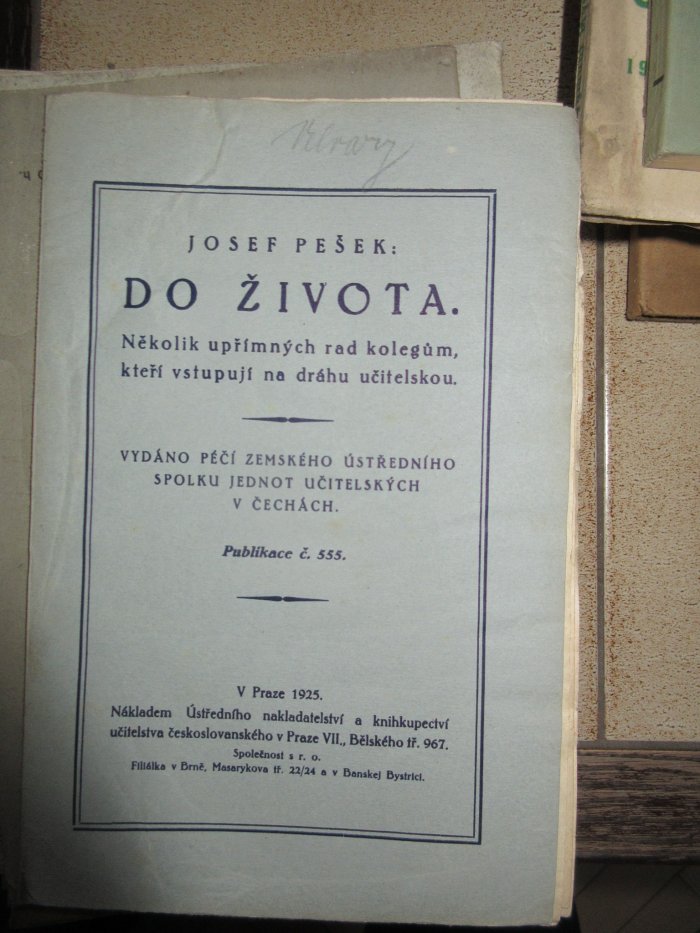 JOSEF PEŠEK:
DO ŽIVOTA.
Několik upřímných rad kolegům,
kteří vstupují na dráhu učitelskou.
VYDÁNO PÉČÍ ZEMSKÉHO ÚSTŘEDNÍHO
SPOLKU JEDNOT UČITELSKÝCH
V ČECHÁCH.
Publikace č. 555.
V Praze 1925.
Nákladem Ústředního nakladatelství a knihkupectví
učitelstva československého v Praze VII., Bělského tř. 967.
Společnost s r. o.
Filiálka v Brně, Masarykova tř. 22/24 a v Banskej Bystrici.